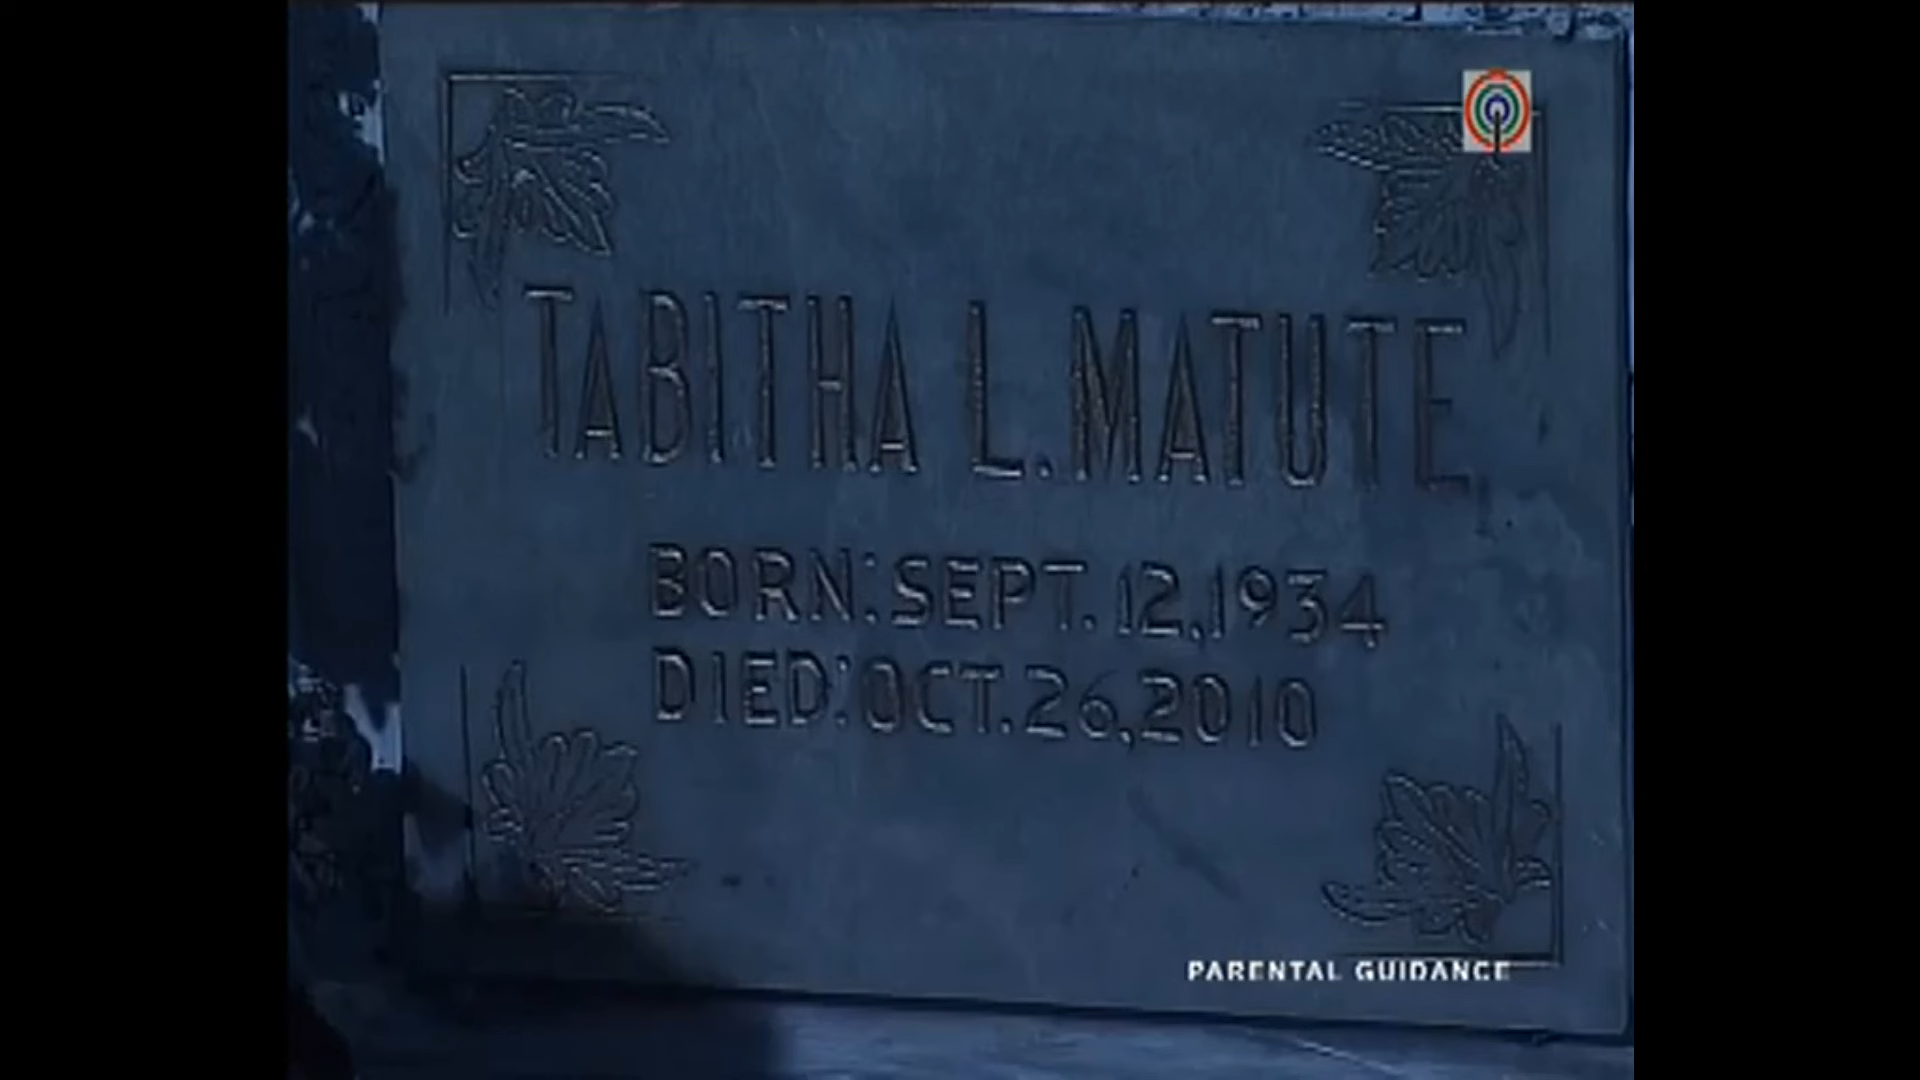 TABITHA L. MATUTE
BORN: SEPT. 12, 1934
DIED: OCT. 26, 2010
PARENTAL GUIDANCE